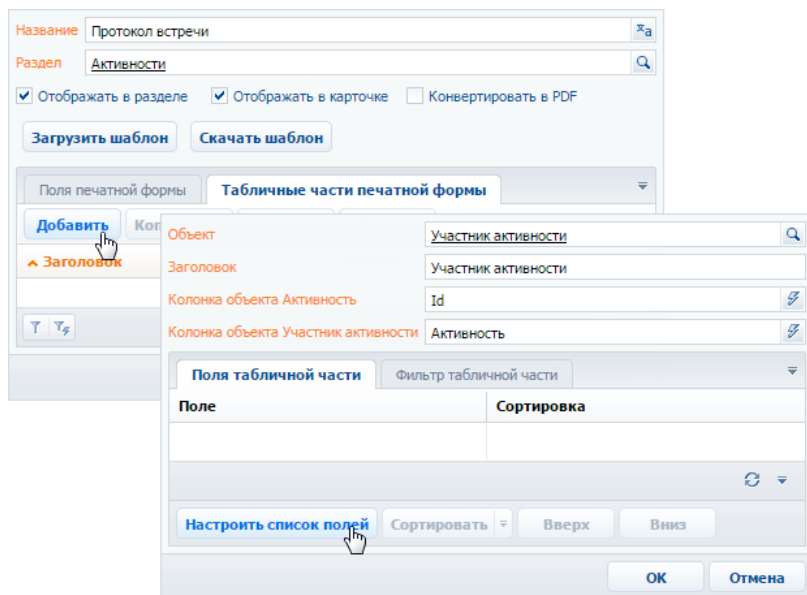 Название Протокол встречи
Раздел Активности
Отображать в разделе Отображать в карточке Конвертировать в PDF
Загрузить шаблон Скачать шаблон
Поля печатной формы Табличные части печатной формы
Добавить Коп
Заголовок
Объект Участник активности
Заголовок Участник активности
Колонка объекта Активность Id
Колонка объекта Участник активности Активность
Поля табличной части Фильтр табличной части
Поле Сортировка
Настроить список полей Сортировать Вверх Вниз
ОК Отмена